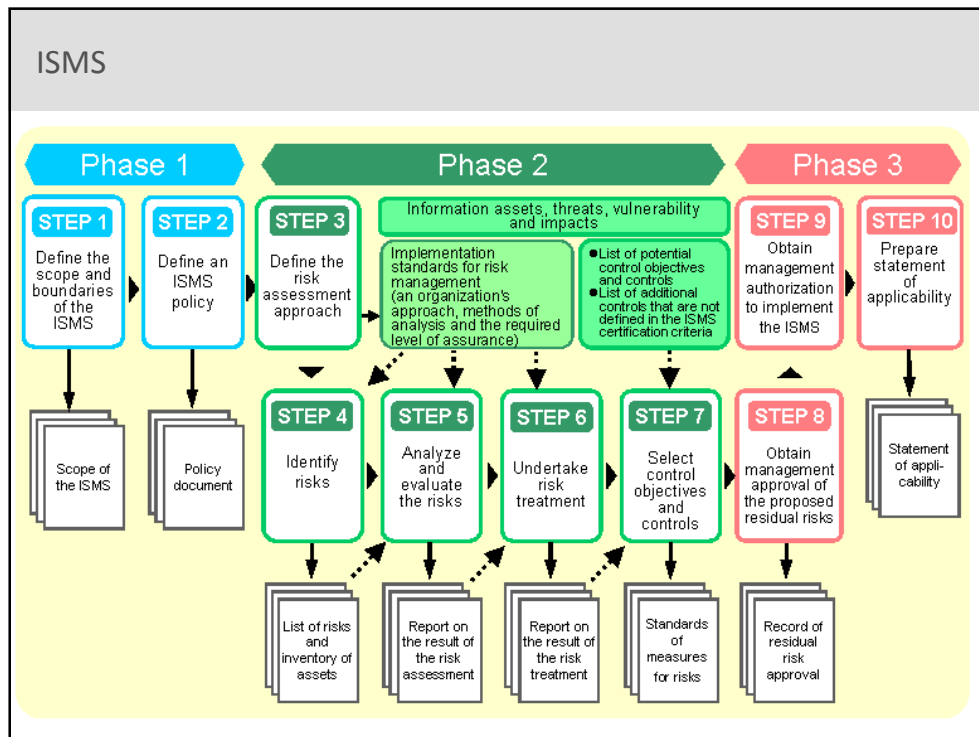 ISMS
Phase 1
Phase 2
Phase 3
STEP 1
Define the
scope and
boundaries
of the
ISMS
STEP 2
Define an
ISMS
policy
STEP 3
Define the
risk
assessment
approach
Information assets, threats, vulnerability
and impacts
Implementation
standards for risk
management
(an organization's
approach, methods of
analysis and the required
level of assurance)
●List of potential
control objectives
and controls
●List of additional
controls that are not
defined in the ISMS
certification criteria
STEP 9
Obtain
management
authorization
to implement
the ISMS
STEP 10
Prepare
statement
of
applicability
Scope of
the ISMS
Policy
document
STEP 4
Identify
risks
STEP 5
Analyze
and
evaluate
the risks
STEP 6
Undertake
risk
treatment
STEP 7
Select
control
objectives
and
controls
STEP 8
Obtain
management
approval of
the proposed
residual risks
Statement
of appli-
cability
List of risks
and
inventory of
assets
Report on
the result of
the risk
assessment
Report on
the result of
the risk
treatment
Standards
of
measures
for risks
Record of
residual
risk
approval